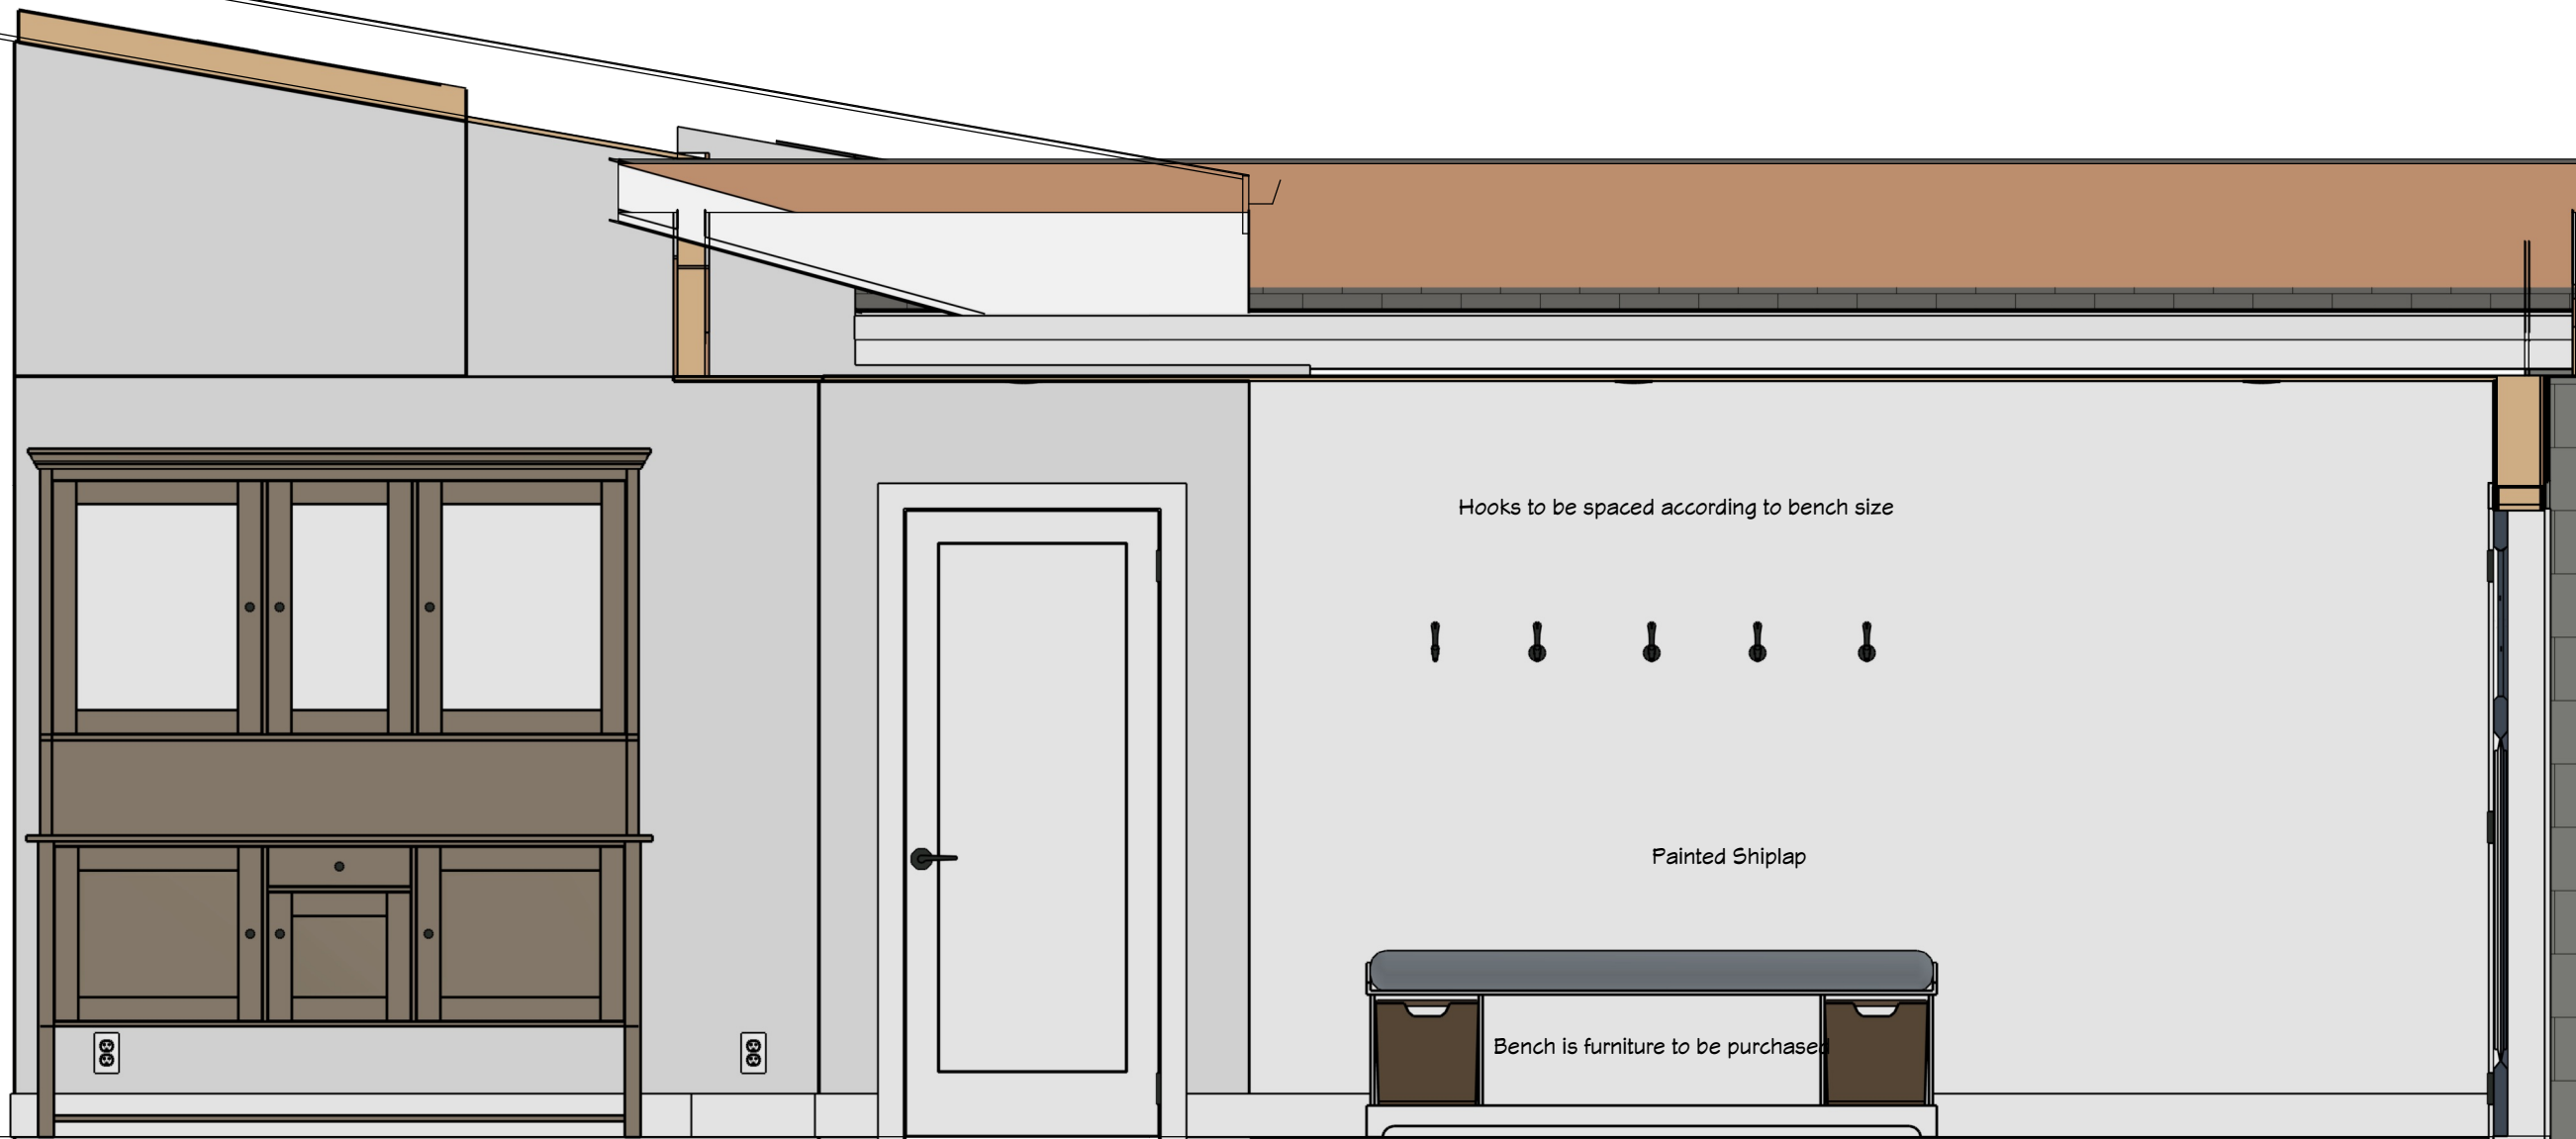 Hooks to be spaced according to bench size
Painted Shiplap
Bench is furniture to be purchased